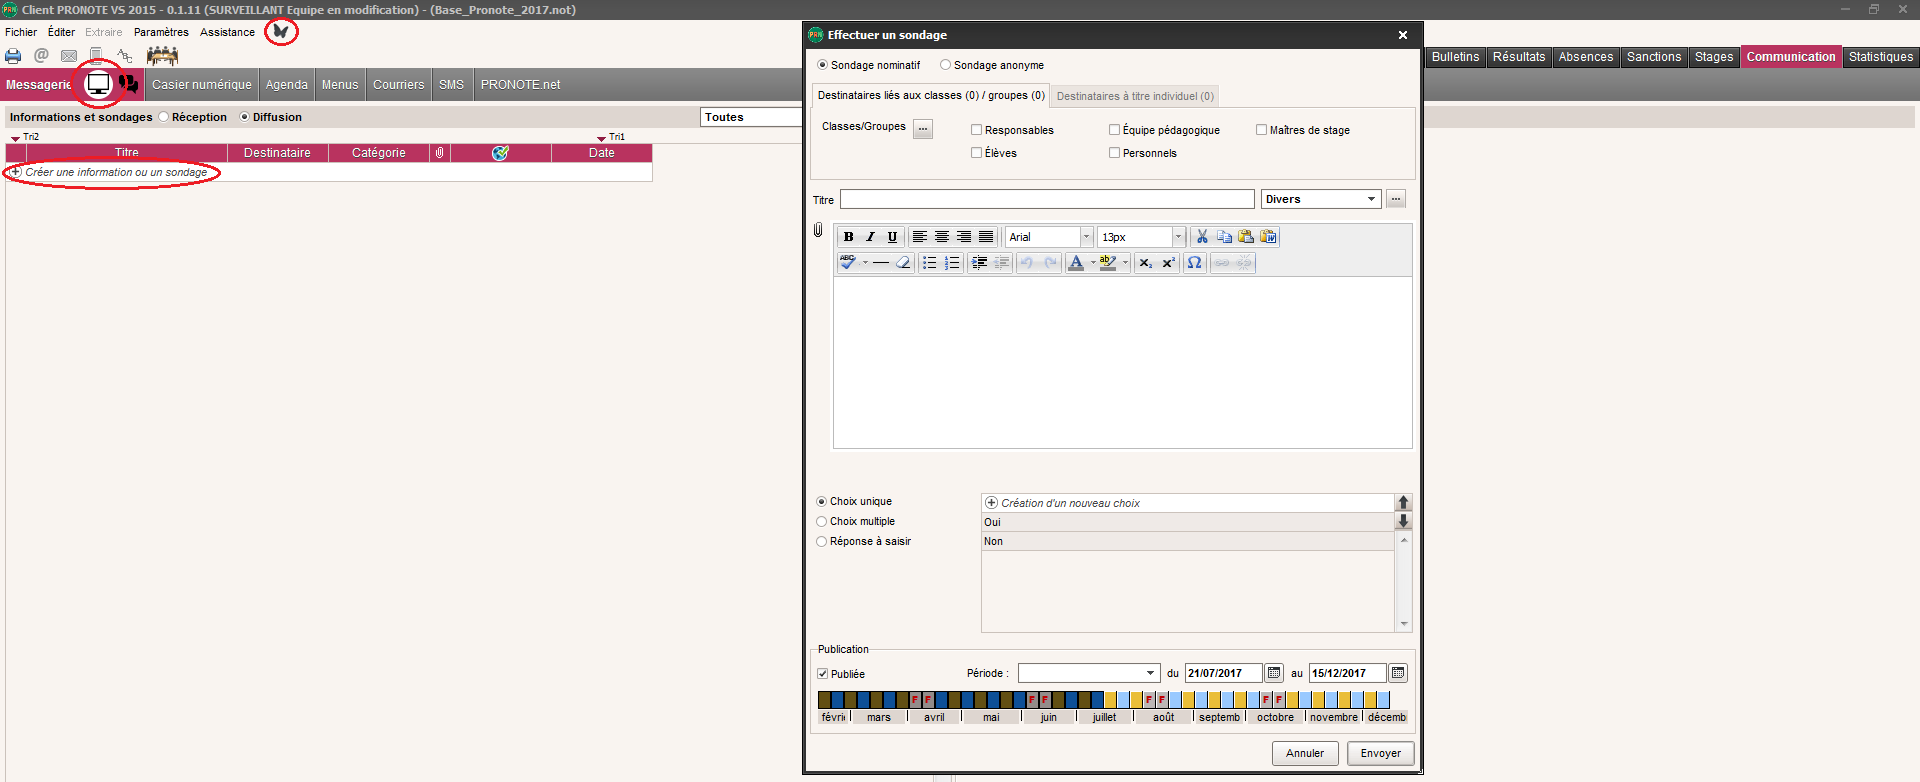 Client PRONOTE VS 2015 - 0.1.11 (SURVEILLANT Equipe en modification) - (Base_Pronote_2017.not)
Fichier Éditer Extraire Paramètres Assistance
Bulletins Résultats Absences Sanctions Stages Communication Statistiques
Messagerie Casier numérique Agenda Menus Courriers SMS PRONOTE.net
Informations et sondages Réception Diffusion Toutes
Tri2 Tri1
Titre Destinataire Catégorie Date
Créer une information ou un sondage
PRN Effectuer un sondage
Sondage nominatif Sondage anonyme
Destinataires liés aux classes (0) / groupes (0) Destinataires à titre individuel (0)
Classes/Groupes ... Responsables Équipe pédagogique Maîtres de stage
Élèves Personnels
Titre Divers ...
B I U Arial 13px
ABC A ab x₂ x² Ω
Choix unique
Choix multiple
Réponse à saisir
Création d'un nouveau choix
Oui
Non
Publication
Publiée Période : du 21/07/2017 au 15/12/2017
F F F F F F F F
févri mars avril mai juin juillet août septemb octobre novembre décemb
Annuler Envoyer